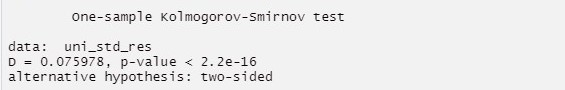 One-sample Kolmogorov-Smirnov test
data: uni_std_res
D = 0.075978, p-value < 2.2e-16
alternative hypothesis: two-sided